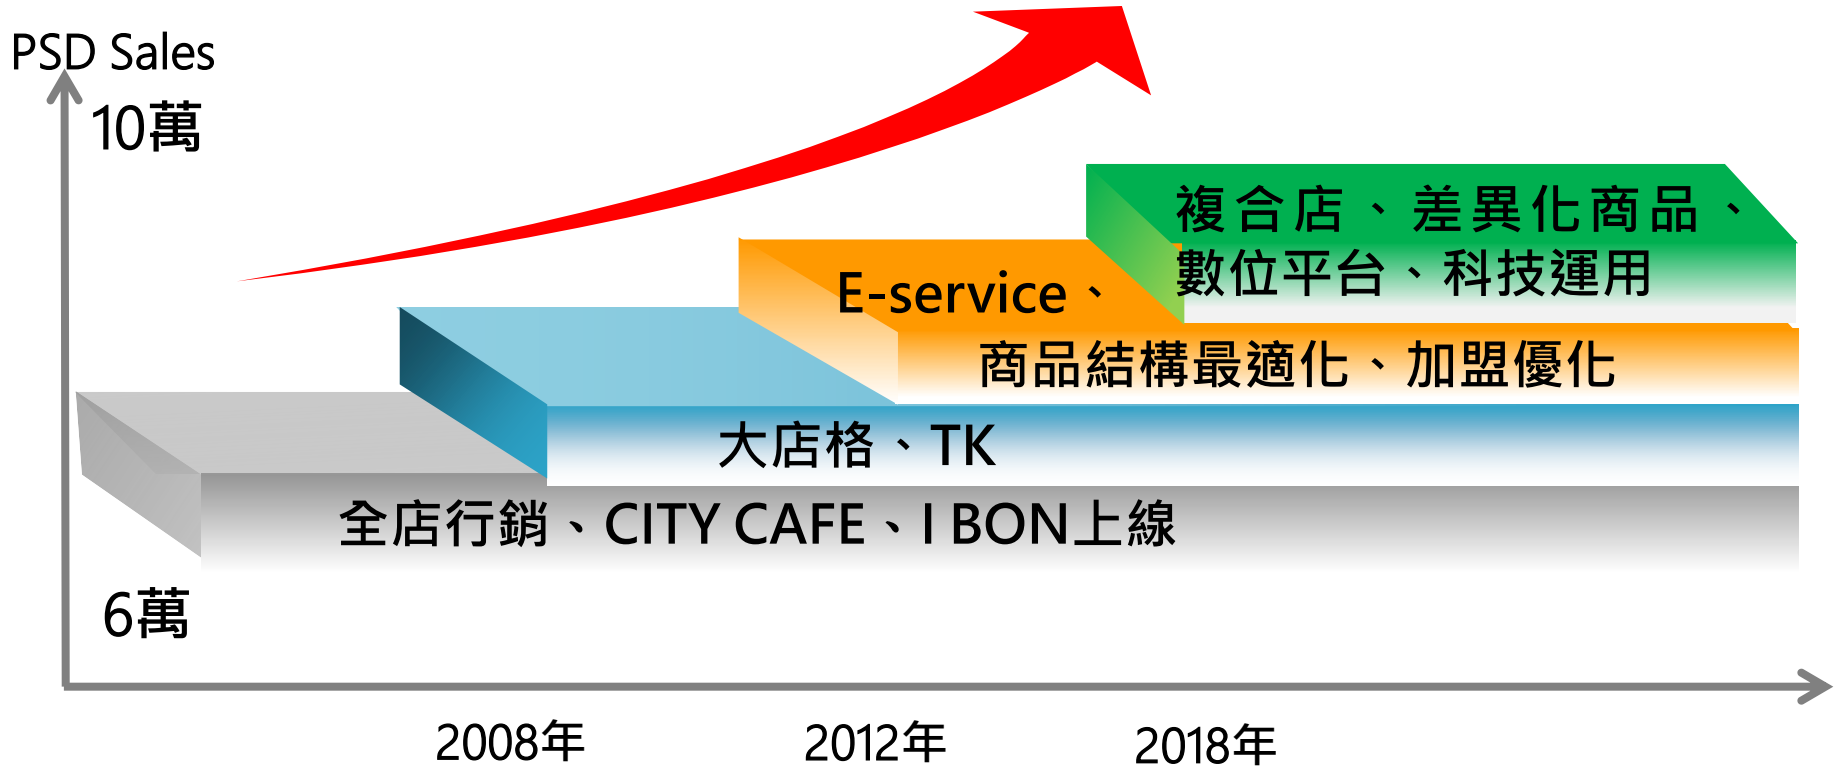 PSD Sales
10萬
複合店、差異化商品、
數位平台、科技運用
E-service、
商品結構最適化、加盟優化
大店格、TK
全店行銷、CITY CAFE、I BON上線
6萬
2008年
2012年
2018年